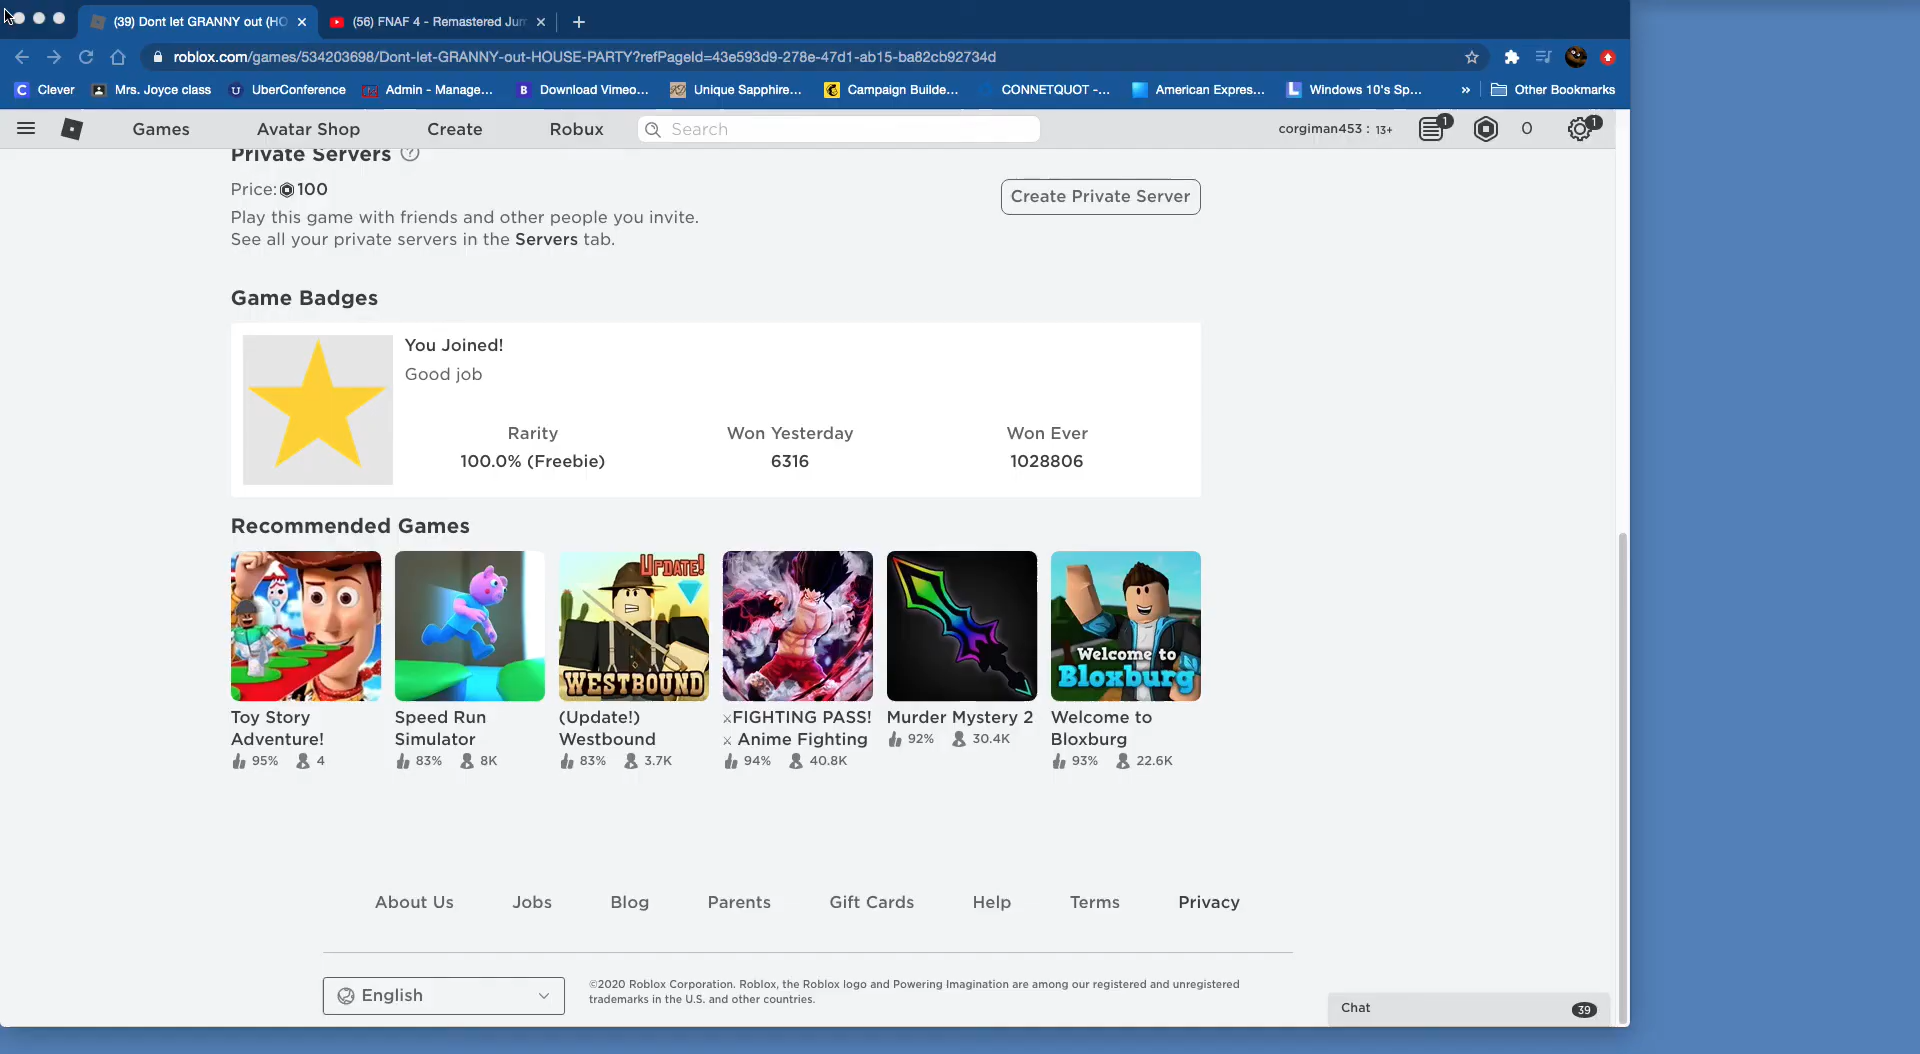 (39) Dont let GRANNY out (HO
(56) FNAF 4 - Remastered Jum
roblox.com/games/534203698/Dont-let-GRANNY-out-HOUSE-PARTY?refPageId=43e593d9-278e-47d1-ab15-ba82cb92734d
C Clever
Mrs. Joyce class
U UberConference
Admin - Manage...
B Download Vimeo...
Unique Sapphire...
Campaign Builde...
CONNETQUOT -...
American Expres...
L Windows 10's Sp...
» Other Bookmarks
Games
Avatar Shop
Create
Robux
Search
corgiman453 : 13+
1
0
1
Private Servers ?
Price: 100
Create Private Server
Play this game with friends and other people you invite.
See all your private servers in the Servers tab.
Game Badges
You Joined!
Good job
Rarity
Won Yesterday
Won Ever
100.0% (Freebie)
6316
1028806
Recommended Games
UPDATE!
WESTBOUND
Welcome to
Bloxburg
Toy Story
Adventure!
95% 4
Speed Run
Simulator
83% 8K
(Update!)
Westbound
83% 3.7K
⚔FIGHTING PASS!
⚔ Anime Fighting
94% 40.8K
Murder Mystery 2
92% 30.4K
Welcome to
Bloxburg
93% 22.6K
About Us
Jobs
Blog
Parents
Gift Cards
Help
Terms
Privacy
English
©2020 Roblox Corporation. Roblox, the Roblox logo and Powering Imagination are among our registered and unregistered
trademarks in the U.S. and other countries.
Chat
39